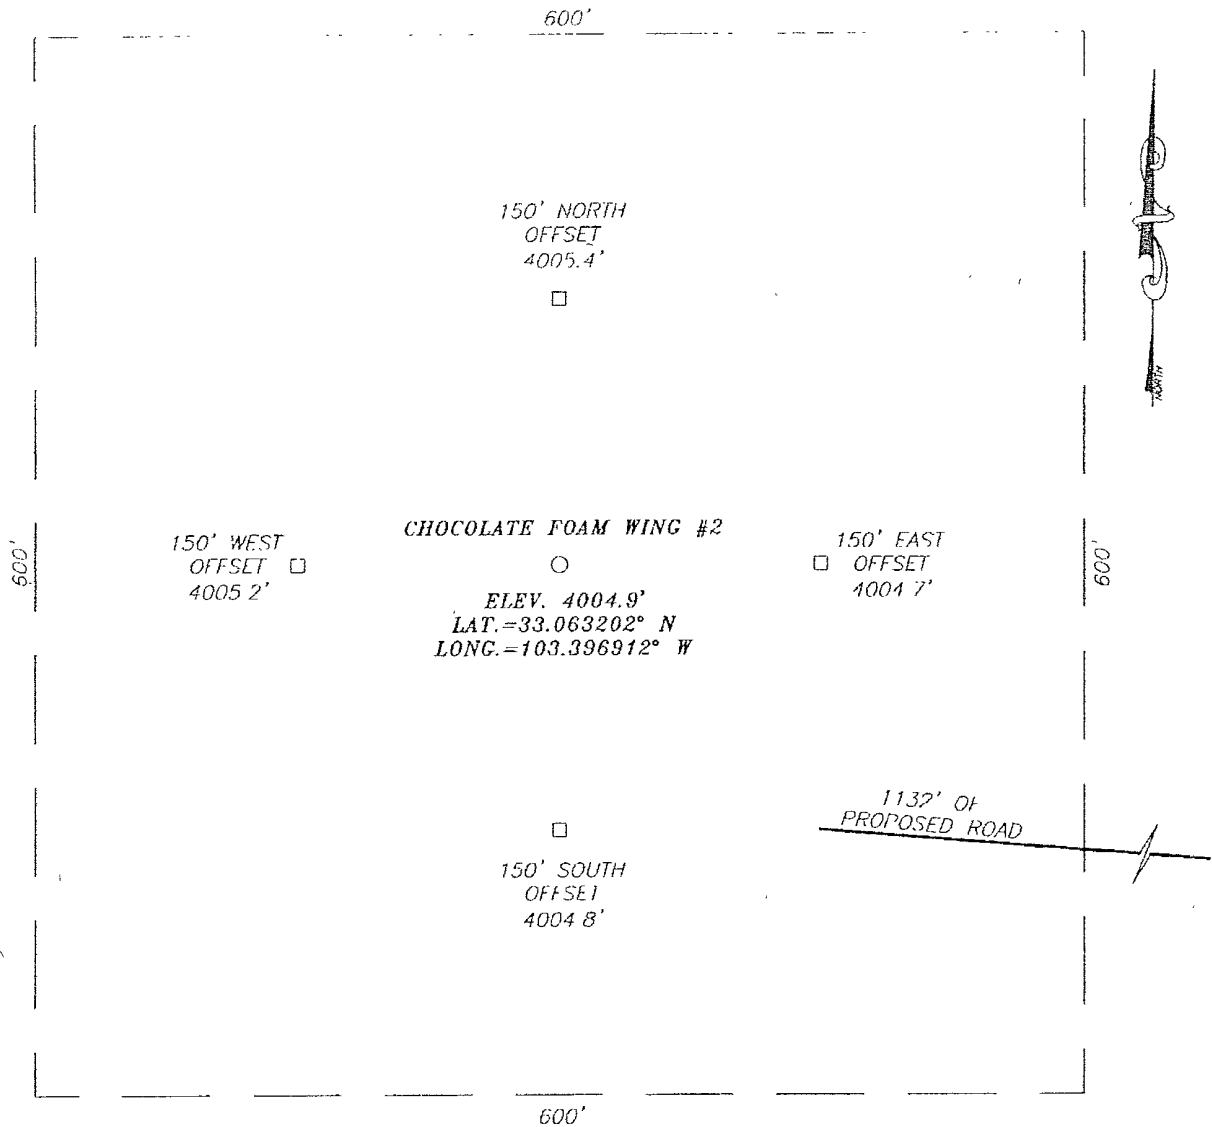 600'
150' NORTH
OFFSET
4005.4'
NORTH
600'
150' WEST
OFFSET
4005 2'
CHOCOLATE FOAM WING #2
ELEV. 4004.9'
LAT.=33.063202° N
LONG.=103.396912° W
150' EAST
OFFSET
4004 7'
600'
1132' OF
PROPOSED ROAD
150' SOUTH
OFFSET
4004 8'
600'